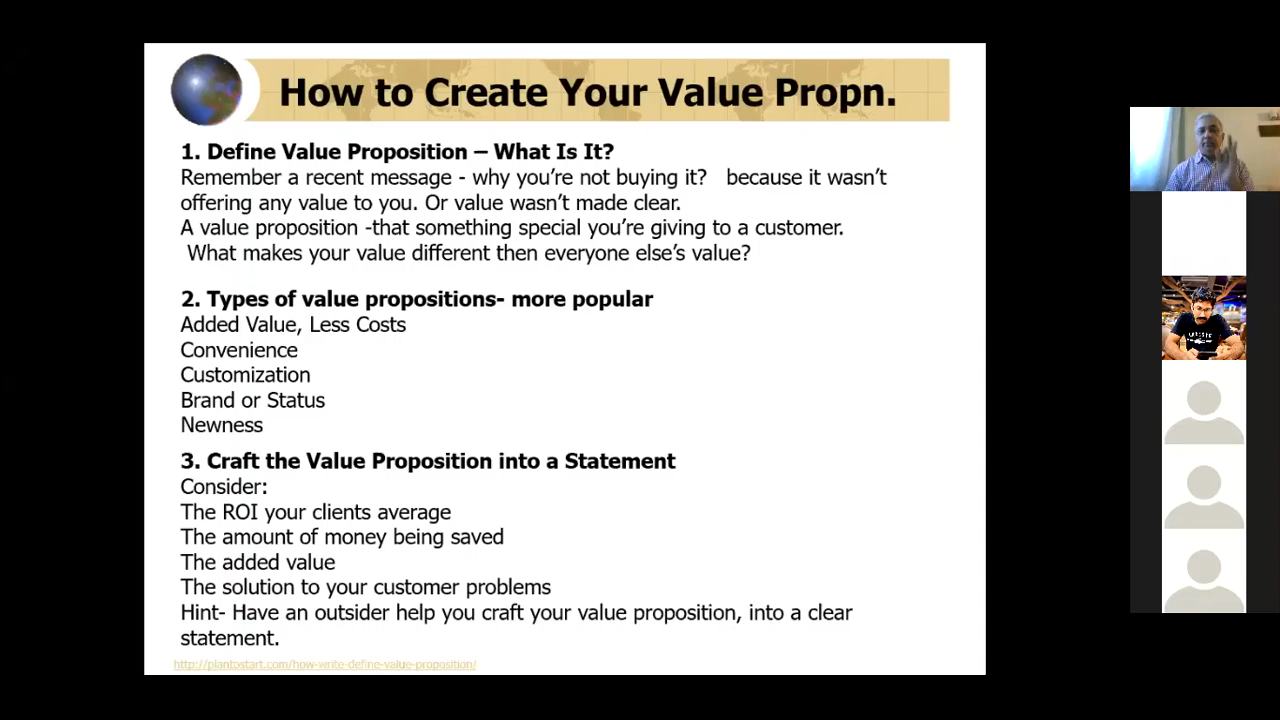 How to Create Your Value Propn.
1. Define Value Proposition – What Is It?
Remember a recent message - why you’re not buying it? because it wasn’t
offering any value to you. Or value wasn’t made clear.
A value proposition -that something special you’re giving to a customer.
What makes your value different then everyone else’s value?
2. Types of value propositions- more popular
Added Value, Less Costs
Convenience
Customization
Brand or Status
Newness
3. Craft the Value Proposition into a Statement
Consider:
The ROI your clients average
The amount of money being saved
The added value
The solution to your customer problems
Hint- Have an outsider help you craft your value proposition, into a clear
statement.
http://plantostart.com/how-write-define-value-proposition/